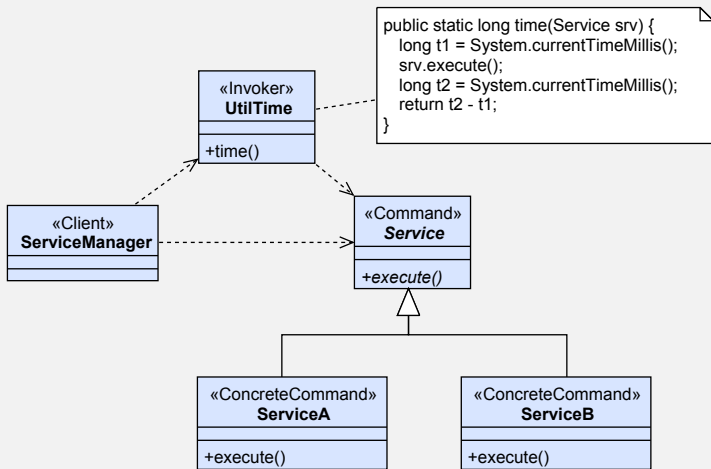 public static long time(Service srv) {
long t1 = System.currentTimeMillis();
srv.execute();
long t2 = System.currentTimeMillis();
return t2 - t1;
}
«Invoker»
UtilTime
+time()
«Client»
ServiceManager
«Command»
Service
+execute()
«ConcreteCommand»
ServiceA
+execute()
«ConcreteCommand»
ServiceB
+execute()